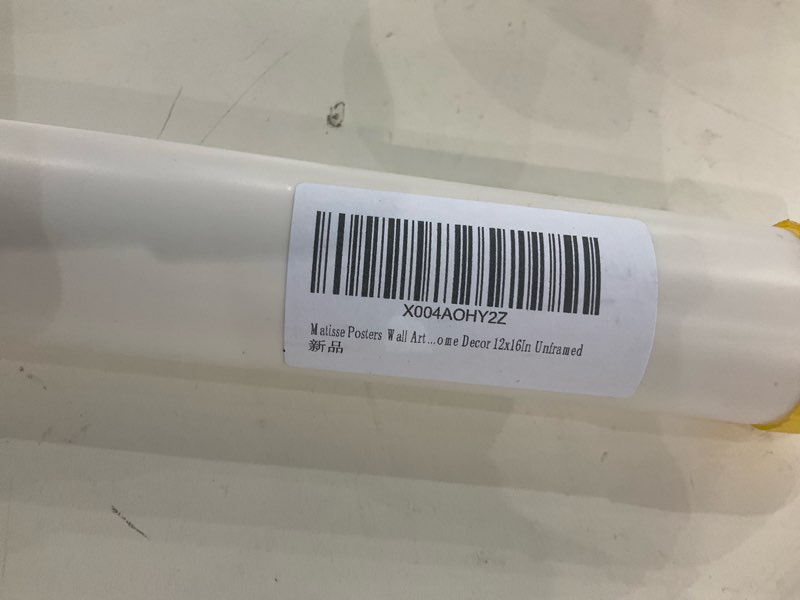 X004AOHY2Z
Matisse Posters Wall Art...ome Decor 12x16in Unframed
新品